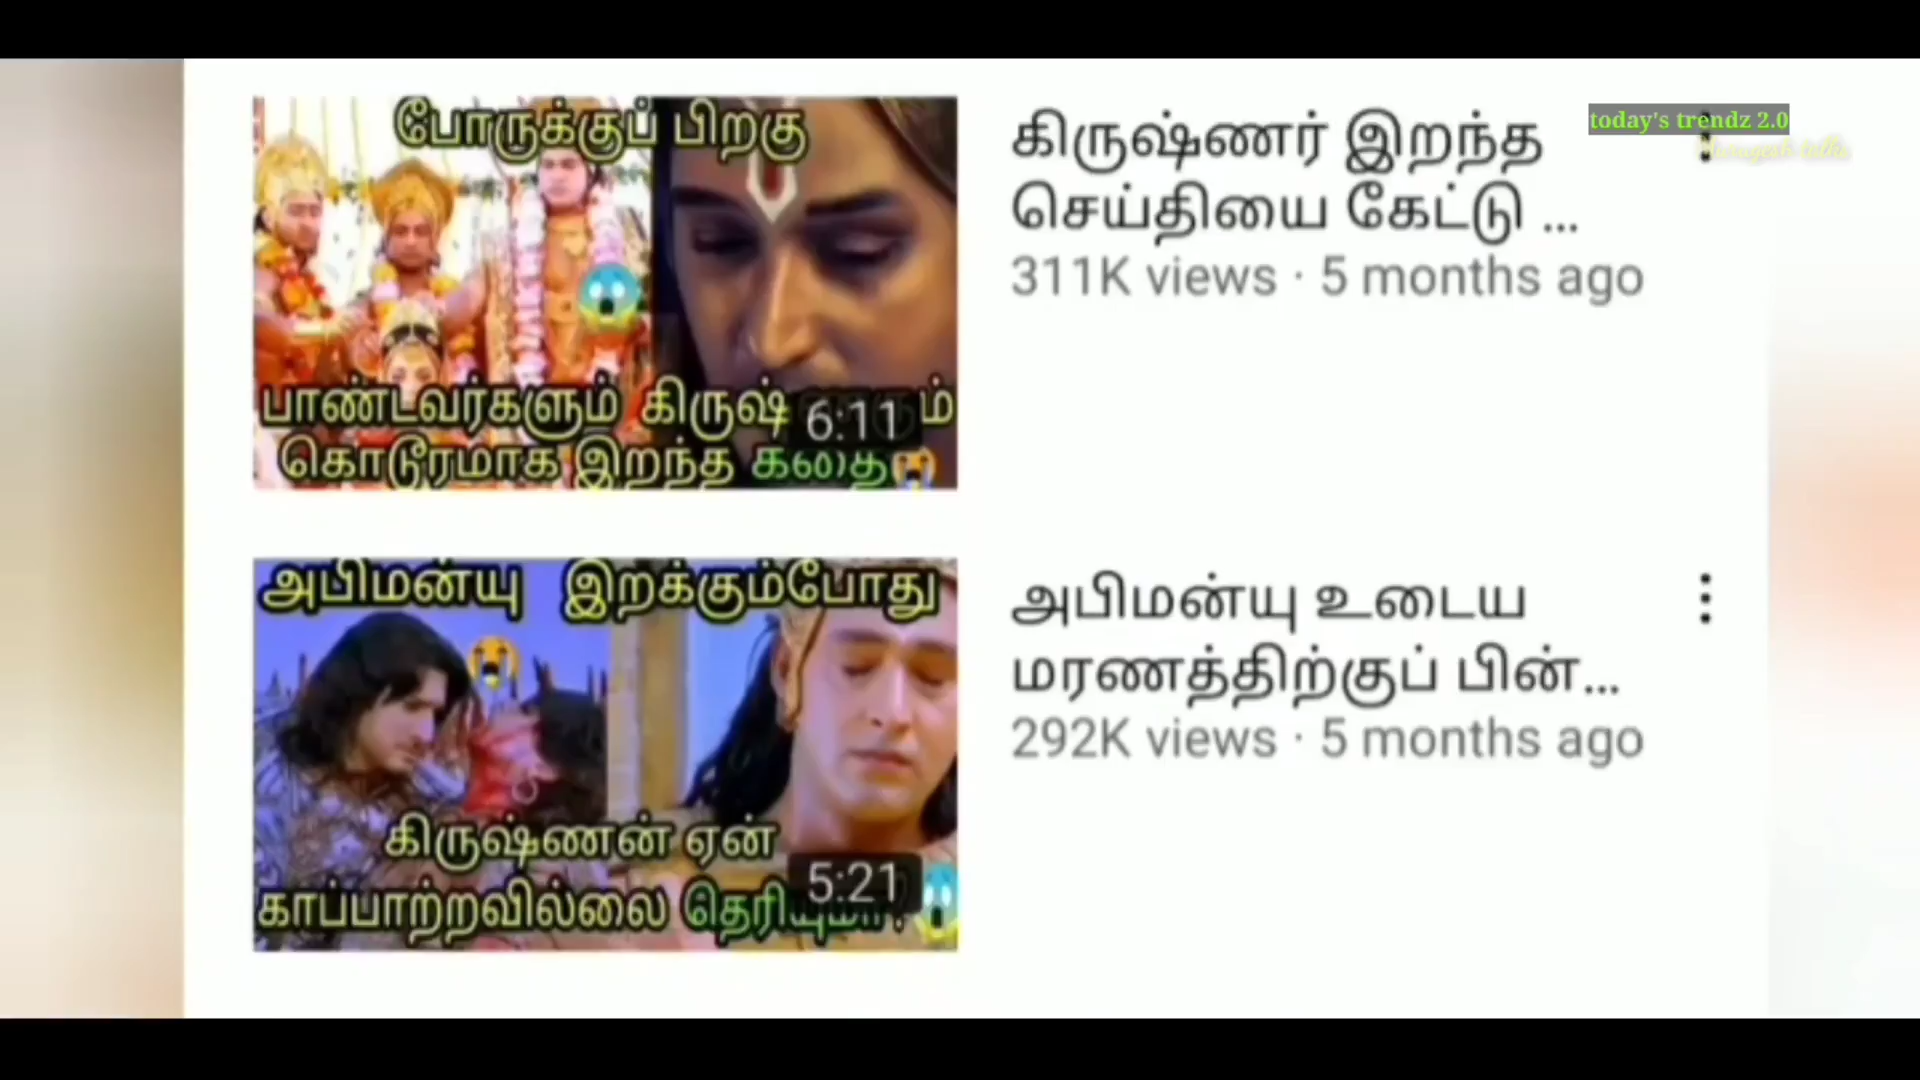 today's trendz 2.0
போருக்குப் பிறகு
பாண்டவர்களும் கிருஷ
கொடூரமாக இறந்த கதை
6:11
கிருஷ்ணர் இறந்த
செய்தியை கேட்டு ...
311K views · 5 months ago
அபிமன்யு இறக்கும்போது
கிருஷ்ணன் ஏன்
காப்பாற்றவில்லை
5:21
அபிமன்யு உடைய
மரணத்திற்குப் பின்...
292K views · 5 months ago